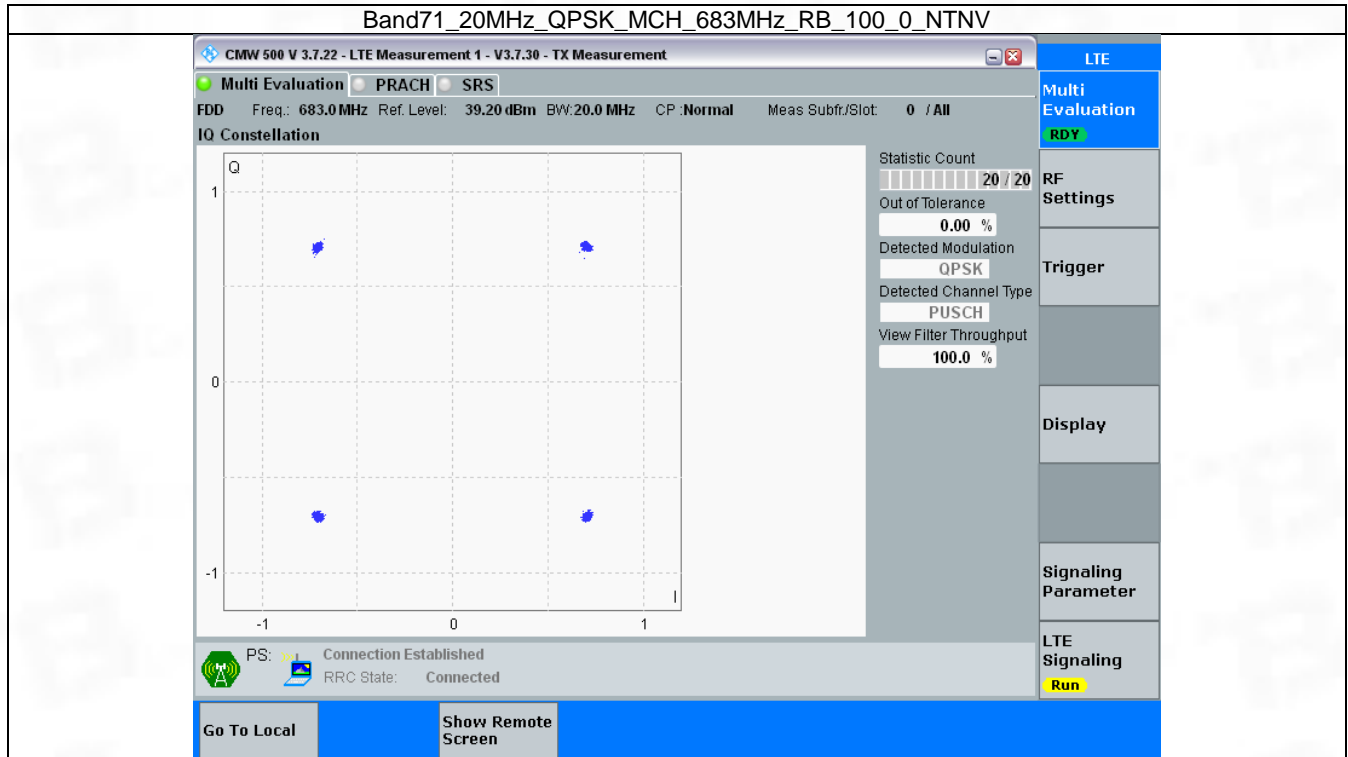 Band71_20MHz_QPSK_MCH_683MHz_RB_100_0_NTNV
CMW 500 V 3.7.22 - LTE Measurement 1 - V3.7.30 - TX Measurement
LTE
Multi Evaluation PRACH SRS
Multi
Evaluation
RDY
FDD Freq.: 683.0 MHz Ref. Level: 39.20 dBm BW:20.0 MHz CP :Normal Meas Subfr./Slot: 0 / All
IQ Constellation
Q
1
0
-1
I
-1 0 1
Statistic Count
20 / 20
Out of Tolerance
0.00 %
Detected Modulation
QPSK
Detected Channel Type
PUSCH
View Filter Throughput
100.0 %
RF
Settings
Trigger
Display
Signaling
Parameter
LTE
Signaling
Run
PS: Connection Established
RRC State: Connected
Go To Local
Show Remote
Screen